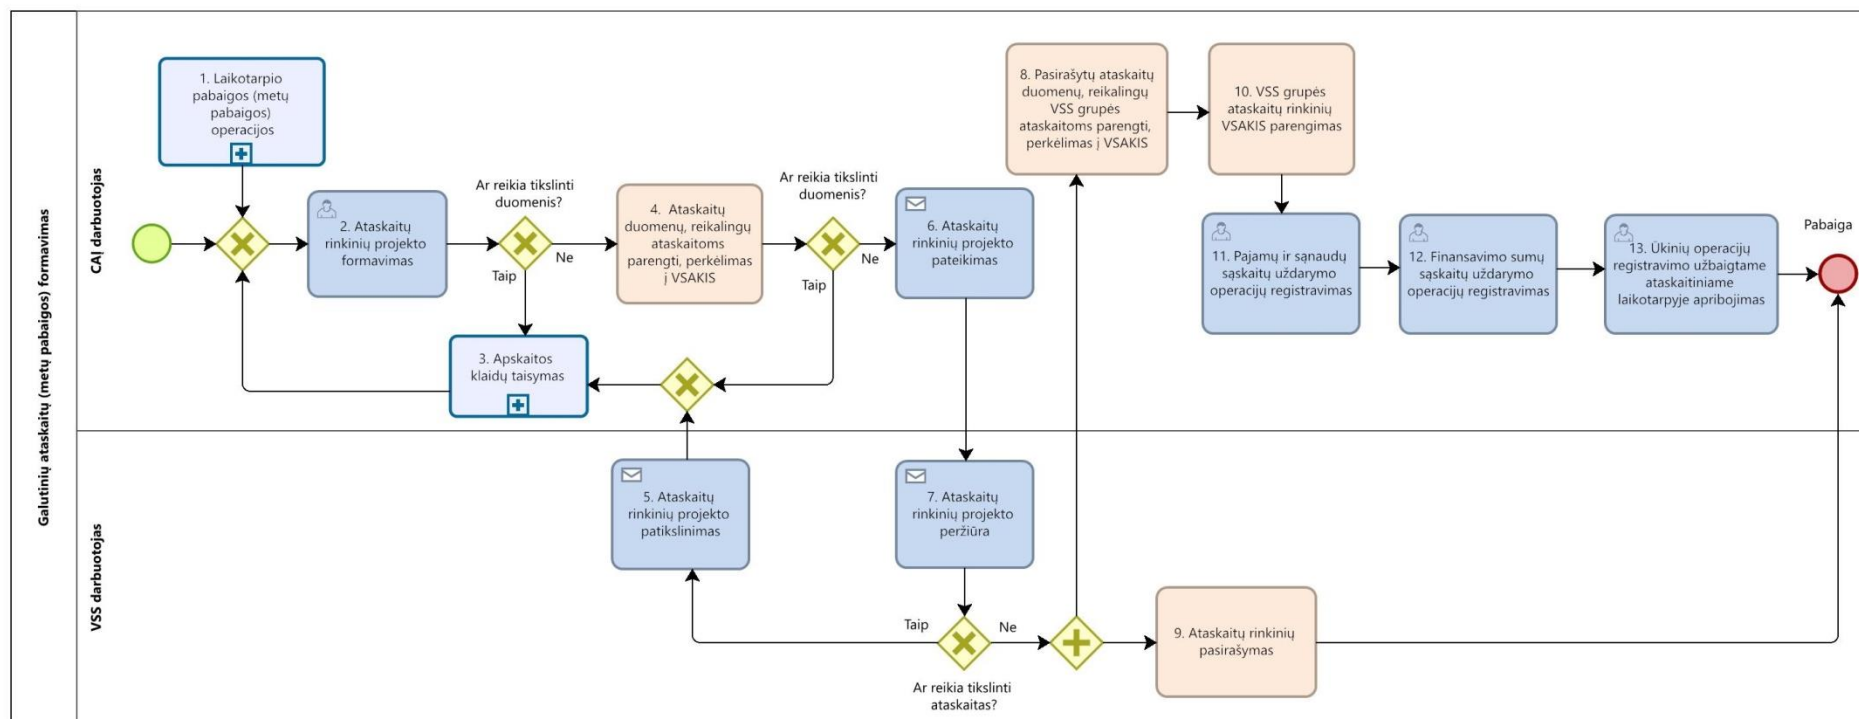 Galutinių ataskaitų (metų pabaigos) formavimas
CAĮ darbuotojas
1. Laikotarpio
pabaigos (metų
pabaigos)
operacijos
2. Ataskaitų
rinkinių projekto
formavimas
Ar reikia tikslinti
duomenis?
Ne
Taip
3. Apskaitos
klaidų taisymas
4. Ataskaitų
duomenų, reikalingų
ataskaitoms
parengti, perkėlimas
į VSAKIS
Ar reikia tikslinti
duomenis?
Ne
Taip
6. Ataskaitų
rinkinių projekto
pateikimas
8. Pasirašytų ataskaitų
duomenų, reikalingų
VSS grupės
ataskaitoms parengti,
perkėlimas į VSAKIS
10. VSS grupės
ataskaitų rinkinių
VSAKIS parengimas
11. Pajamų ir sąnaudų
sąskaitų uždarymo
operacijų registravimas
12. Finansavimo sumų
sąskaitų uždarymo
operacijų registravimas
13. Ūkinių operacijų
registravimo užbaigtame
ataskaitiniame
laikotarpyje apribojimas
Pabaiga
VSS darbuotojas
5. Ataskaitų
rinkinių projekto
patikslinimas
7. Ataskaitų
rinkinių projekto
peržiūra
Taip
Ne
Ar reikia tikslinti
ataskaitas?
9. Ataskaitų rinkinių
pasirašymas